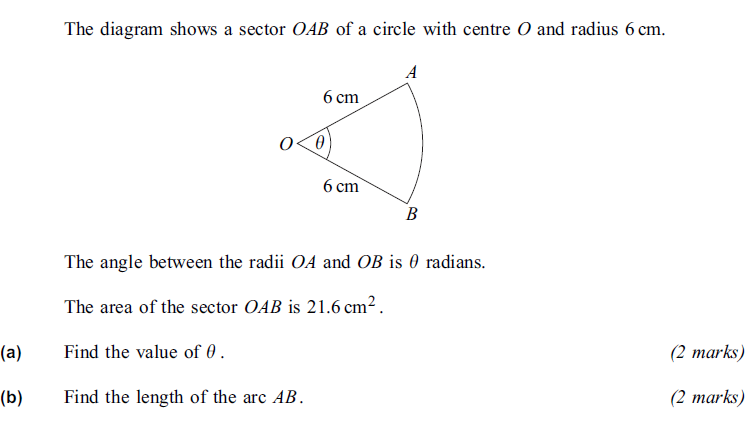 The diagram shows a sector OAB of a circle with centre O and radius 6 cm.
A
6 cm
O
θ
6 cm
B
The angle between the radii OA and OB is θ radians.
The area of the sector OAB is 21.6 cm².
(a) Find the value of θ. (2 marks)
(b) Find the length of the arc AB. (2 marks)